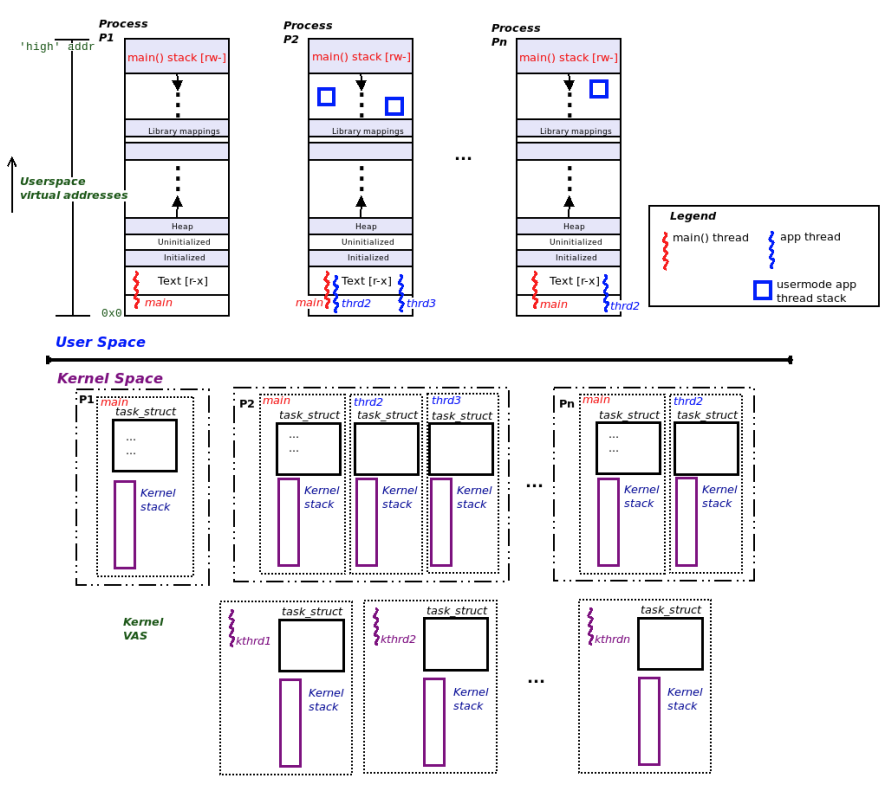 Process
P1
Process
P2
Process
Pn
'high' addr
main() stack [rw-]
main() stack [rw-]
main() stack [rw-]
Library mappings
Library mappings
Library mappings
...
Userspace
virtual addresses
Heap
Heap
Heap
Uninitialized
Uninitialized
Uninitialized
Initialized
Initialized
Initialized
Text [r-x]
Text [r-x]
Text [r-x]
main
main
thrd2
thrd3
main
thrd2
0x0
Legend
main() thread
app thread
usermode app
thread stack
User Space
Kernel Space
P1
main
task_struct
...
...
Kernel
stack
P2
main
task_struct
...
...
Kernel
stack
thrd2
task_struct
Kernel
stack
thrd3
task_struct
Kernel
stack
...
Pn
main
task_struct
...
...
Kernel
stack
thrd2
task_struct
Kernel
stack
Kernel
VAS
kthrd1
task_struct
Kernel
stack
kthrd2
task_struct
Kernel
stack
...
kthrdn
task_struct
Kernel
stack